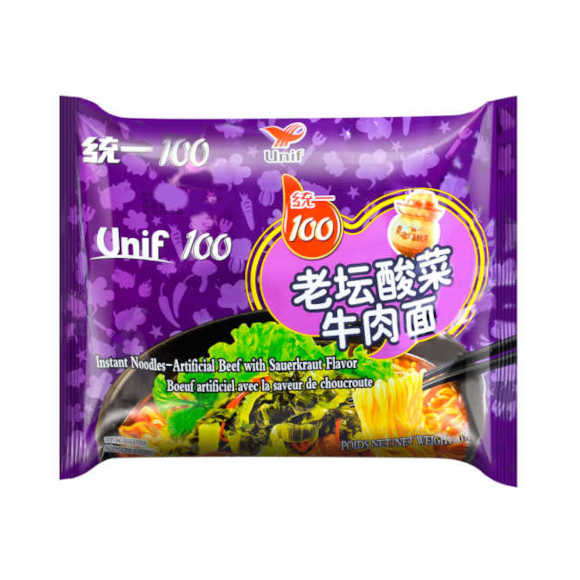 统一100
Unif
统一
100
Unif 100
老坛酸菜
牛肉面
Instant Noodles-Artificial Beef with Sauerkraut Flavor
Boeuf artificiel avec la saveur de choucroute
POIDS NET/NET WEIGHT